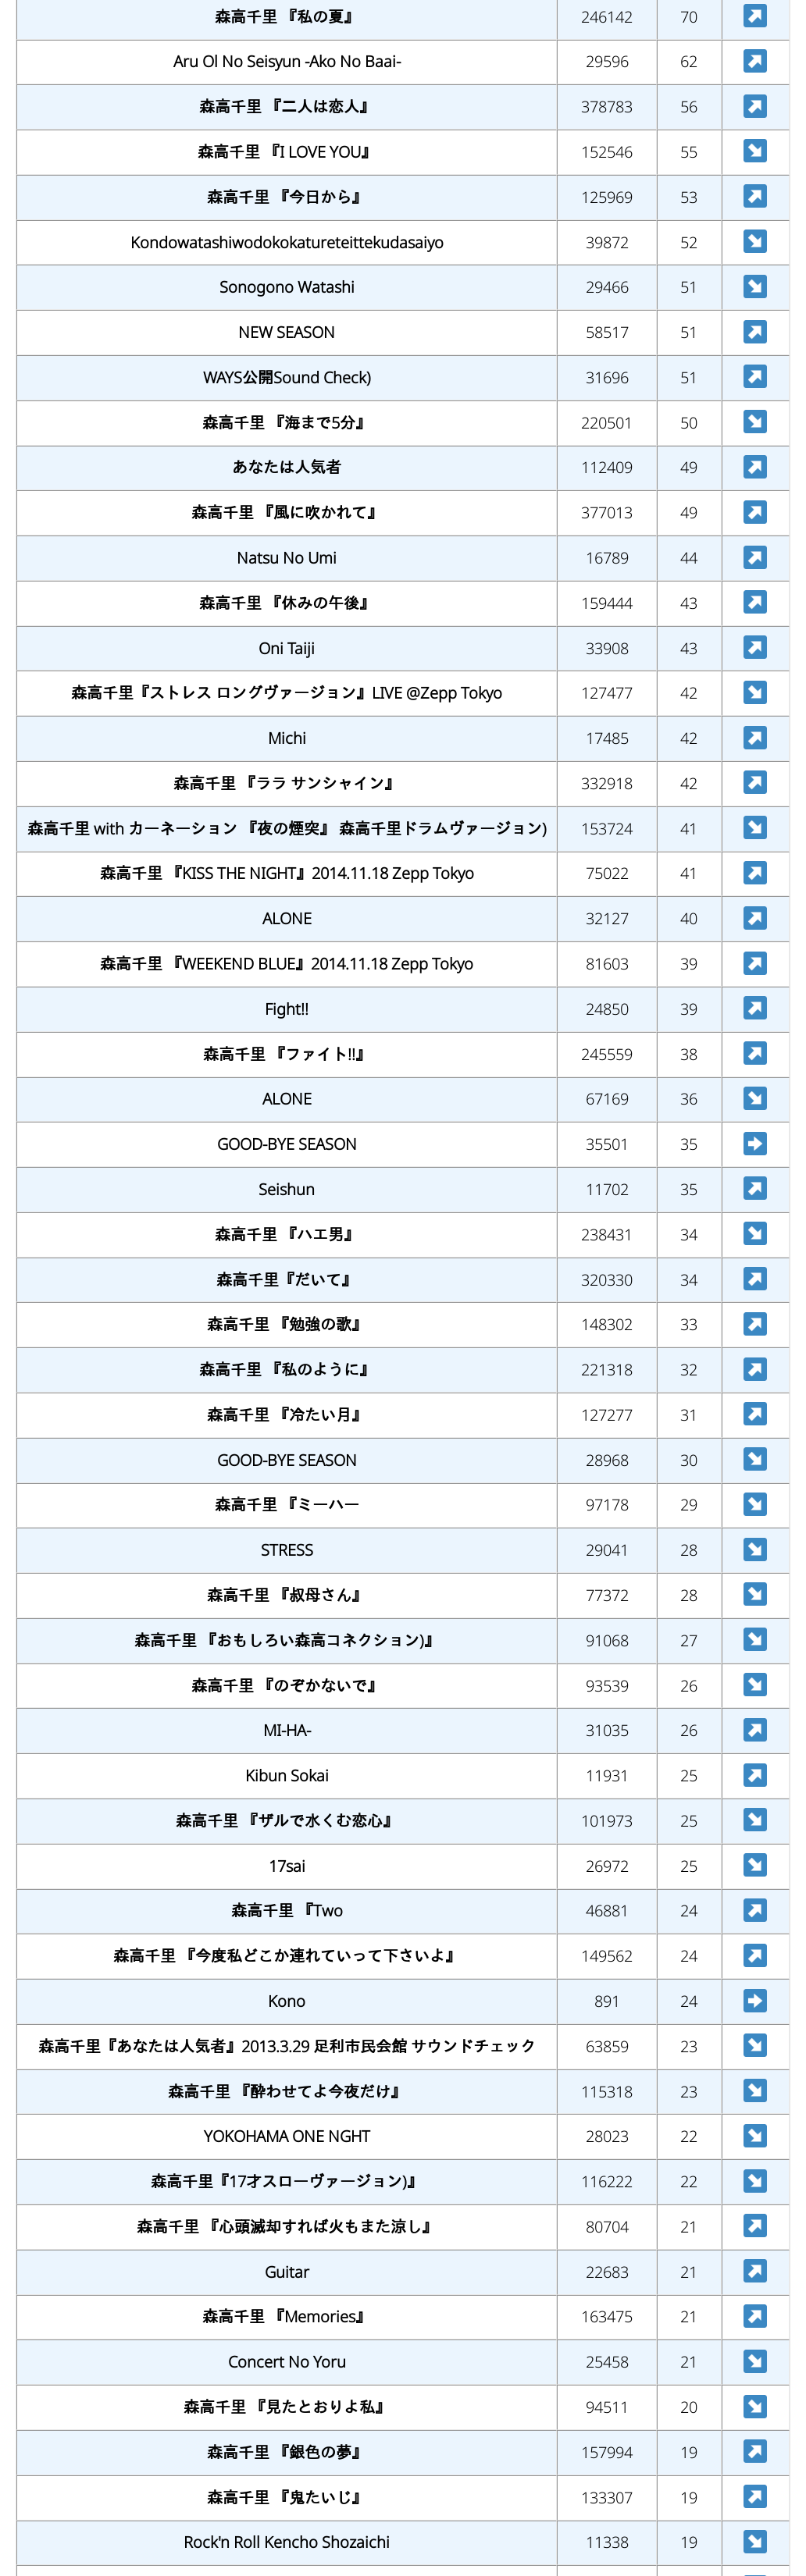 森高千里 『私の夏』 246142 70
Aru OI No Seisyun -Ako No Baai- 29596 62
森高千里 『二人は恋人』 378783 56
森高千里 『I LOVE YOU』 152546 55
森高千里 『今日から』 125969 53
Kondowatashiwodokokatureteittekudasaiyo 39872 52
Sonogono Watashi 29466 51
NEW SEASON 58517 51
WAYS公開Sound Check) 31696 51
森高千里 『海まで5分』 220501 50
あなたは人気者 112409 49
森高千里 『風に吹かれて』 377013 49
Natsu No Umi 16789 44
森高千里 『休みの午後』 159444 43
Oni Taiji 33908 43
森高千里『ストレス ロングヴァージョン』LIVE @Zepp Tokyo 127477 42
Michi 17485 42
森高千里 『ララ サンシャイン』 332918 42
森高千里 with カーネーション 『夜の煙突』 森高千里ドラムヴァージョン) 153724 41
森高千里 『KISS THE NIGHT』2014.11.18 Zepp Tokyo 75022 41
ALONE 32127 40
森高千里 『WEEKEND BLUE』2014.11.18 Zepp Tokyo 81603 39
Fight!! 24850 39
森高千里 『ファイト!!』 245559 38
ALONE 67169 36
GOOD-BYE SEASON 35501 35
Seishun 11702 35
森高千里 『ハエ男』 238431 34
森高千里『だいて』 320330 34
森高千里 『勉強の歌』 148302 33
森高千里 『私のように』 221318 32
森高千里 『冷たい月』 127277 31
GOOD-BYE SEASON 28968 30
森高千里 『ミーハー 97178 29
STRESS 29041 28
森高千里 『叔母さん』 77372 28
森高千里 『おもしろい森高コネクション)』 91068 27
森高千里 『のぞかないで』 93539 26
MI-HA- 31035 26
Kibun Sokai 11931 25
森高千里 『ザルで水くむ恋心』 101973 25
17sai 26972 25
森高千里 『Two 46881 24
森高千里 『今度私どこか連れていって下さいよ』 149562 24
Kono 891 24
森高千里『あなたは人気者』2013.3.29 足利市民会館 サウンドチェック 63859 23
森高千里 『酔わせてよ今夜だけ』 115318 23
YOKOHAMA ONE NGHT 28023 22
森高千里『17才スローヴァージョン)』 116222 22
森高千里 『心頭滅却すれば火もまた涼し』 80704 21
Guitar 22683 21
森高千里 『Memories』 163475 21
Concert No Yoru 25458 21
森高千里 『見たとおりよ私』 94511 20
森高千里 『銀色の夢』 157994 19
森高千里 『鬼たいじ』 133307 19
Rock'n Roll Kencho Shozaichi 11338 19